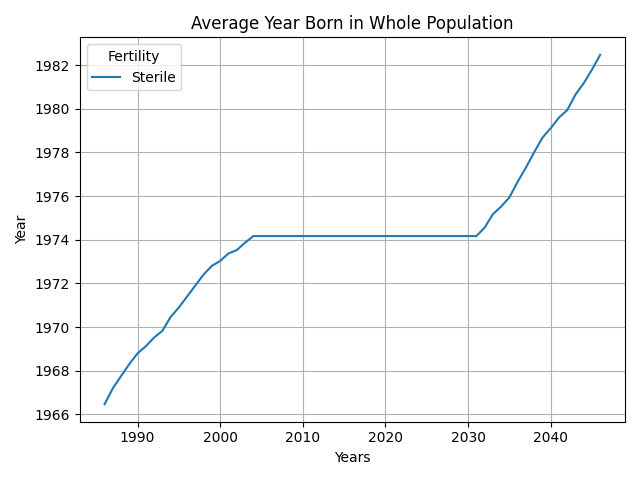 Average Year Born in Whole Population
Fertility
Sterile
Year
1982
1980
1978
1976
1974
1972
1970
1968
1966
1990 2000 2010 2020 2030 2040
Years